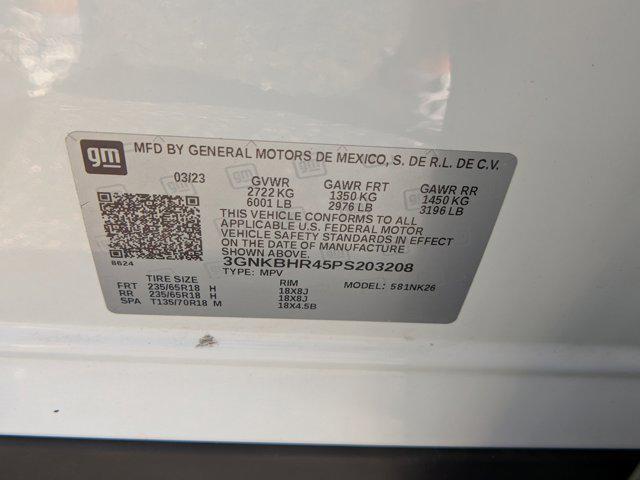 gm
MFD BY GENERAL MOTORS DE MEXICO, S. DE R.L. DE C.V.
03/23 GVWR GAWR FRT GAWR RR
2722 KG 1350 KG 1450 KG
6001 LB 2976 LB 3196 LB
THIS VEHICLE CONFORMS TO ALL
APPLICABLE U.S. FEDERAL MOTOR
VEHICLE SAFETY STANDARDS IN EFFECT
ON THE DATE OF MANUFACTURE
SHOWN ABOVE.
8624 3GNKBHR45PS203208
TYPE: MPV
TIRE SIZE RIM MODEL: 581NK26
FRT 235/65R18 H 18X8J
RR 235/65R18 H 18X8J
SPA T135/70R18 M 18X4.5B